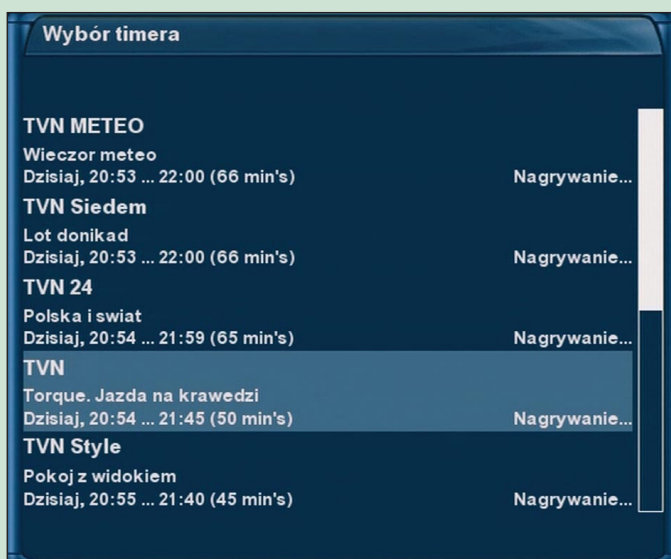 Wybór timera
TVN METEO
Wieczor meteo
Dzisiaj, 20:53 ... 22:00 (66 min's) Nagrywanie...
TVN Siedem
Lot donikad
Dzisiaj, 20:53 ... 22:00 (66 min's) Nagrywanie...
TVN 24
Polska i swiat
Dzisiaj, 20:54 ... 21:59 (65 min's) Nagrywanie...
TVN
Torque. Jazda na krawedzi
Dzisiaj, 20:54 ... 21:45 (50 min's) Nagrywanie...
TVN Style
Pokoj z widokiem
Dzisiaj, 20:55 ... 21:40 (45 min's) Nagrywanie...